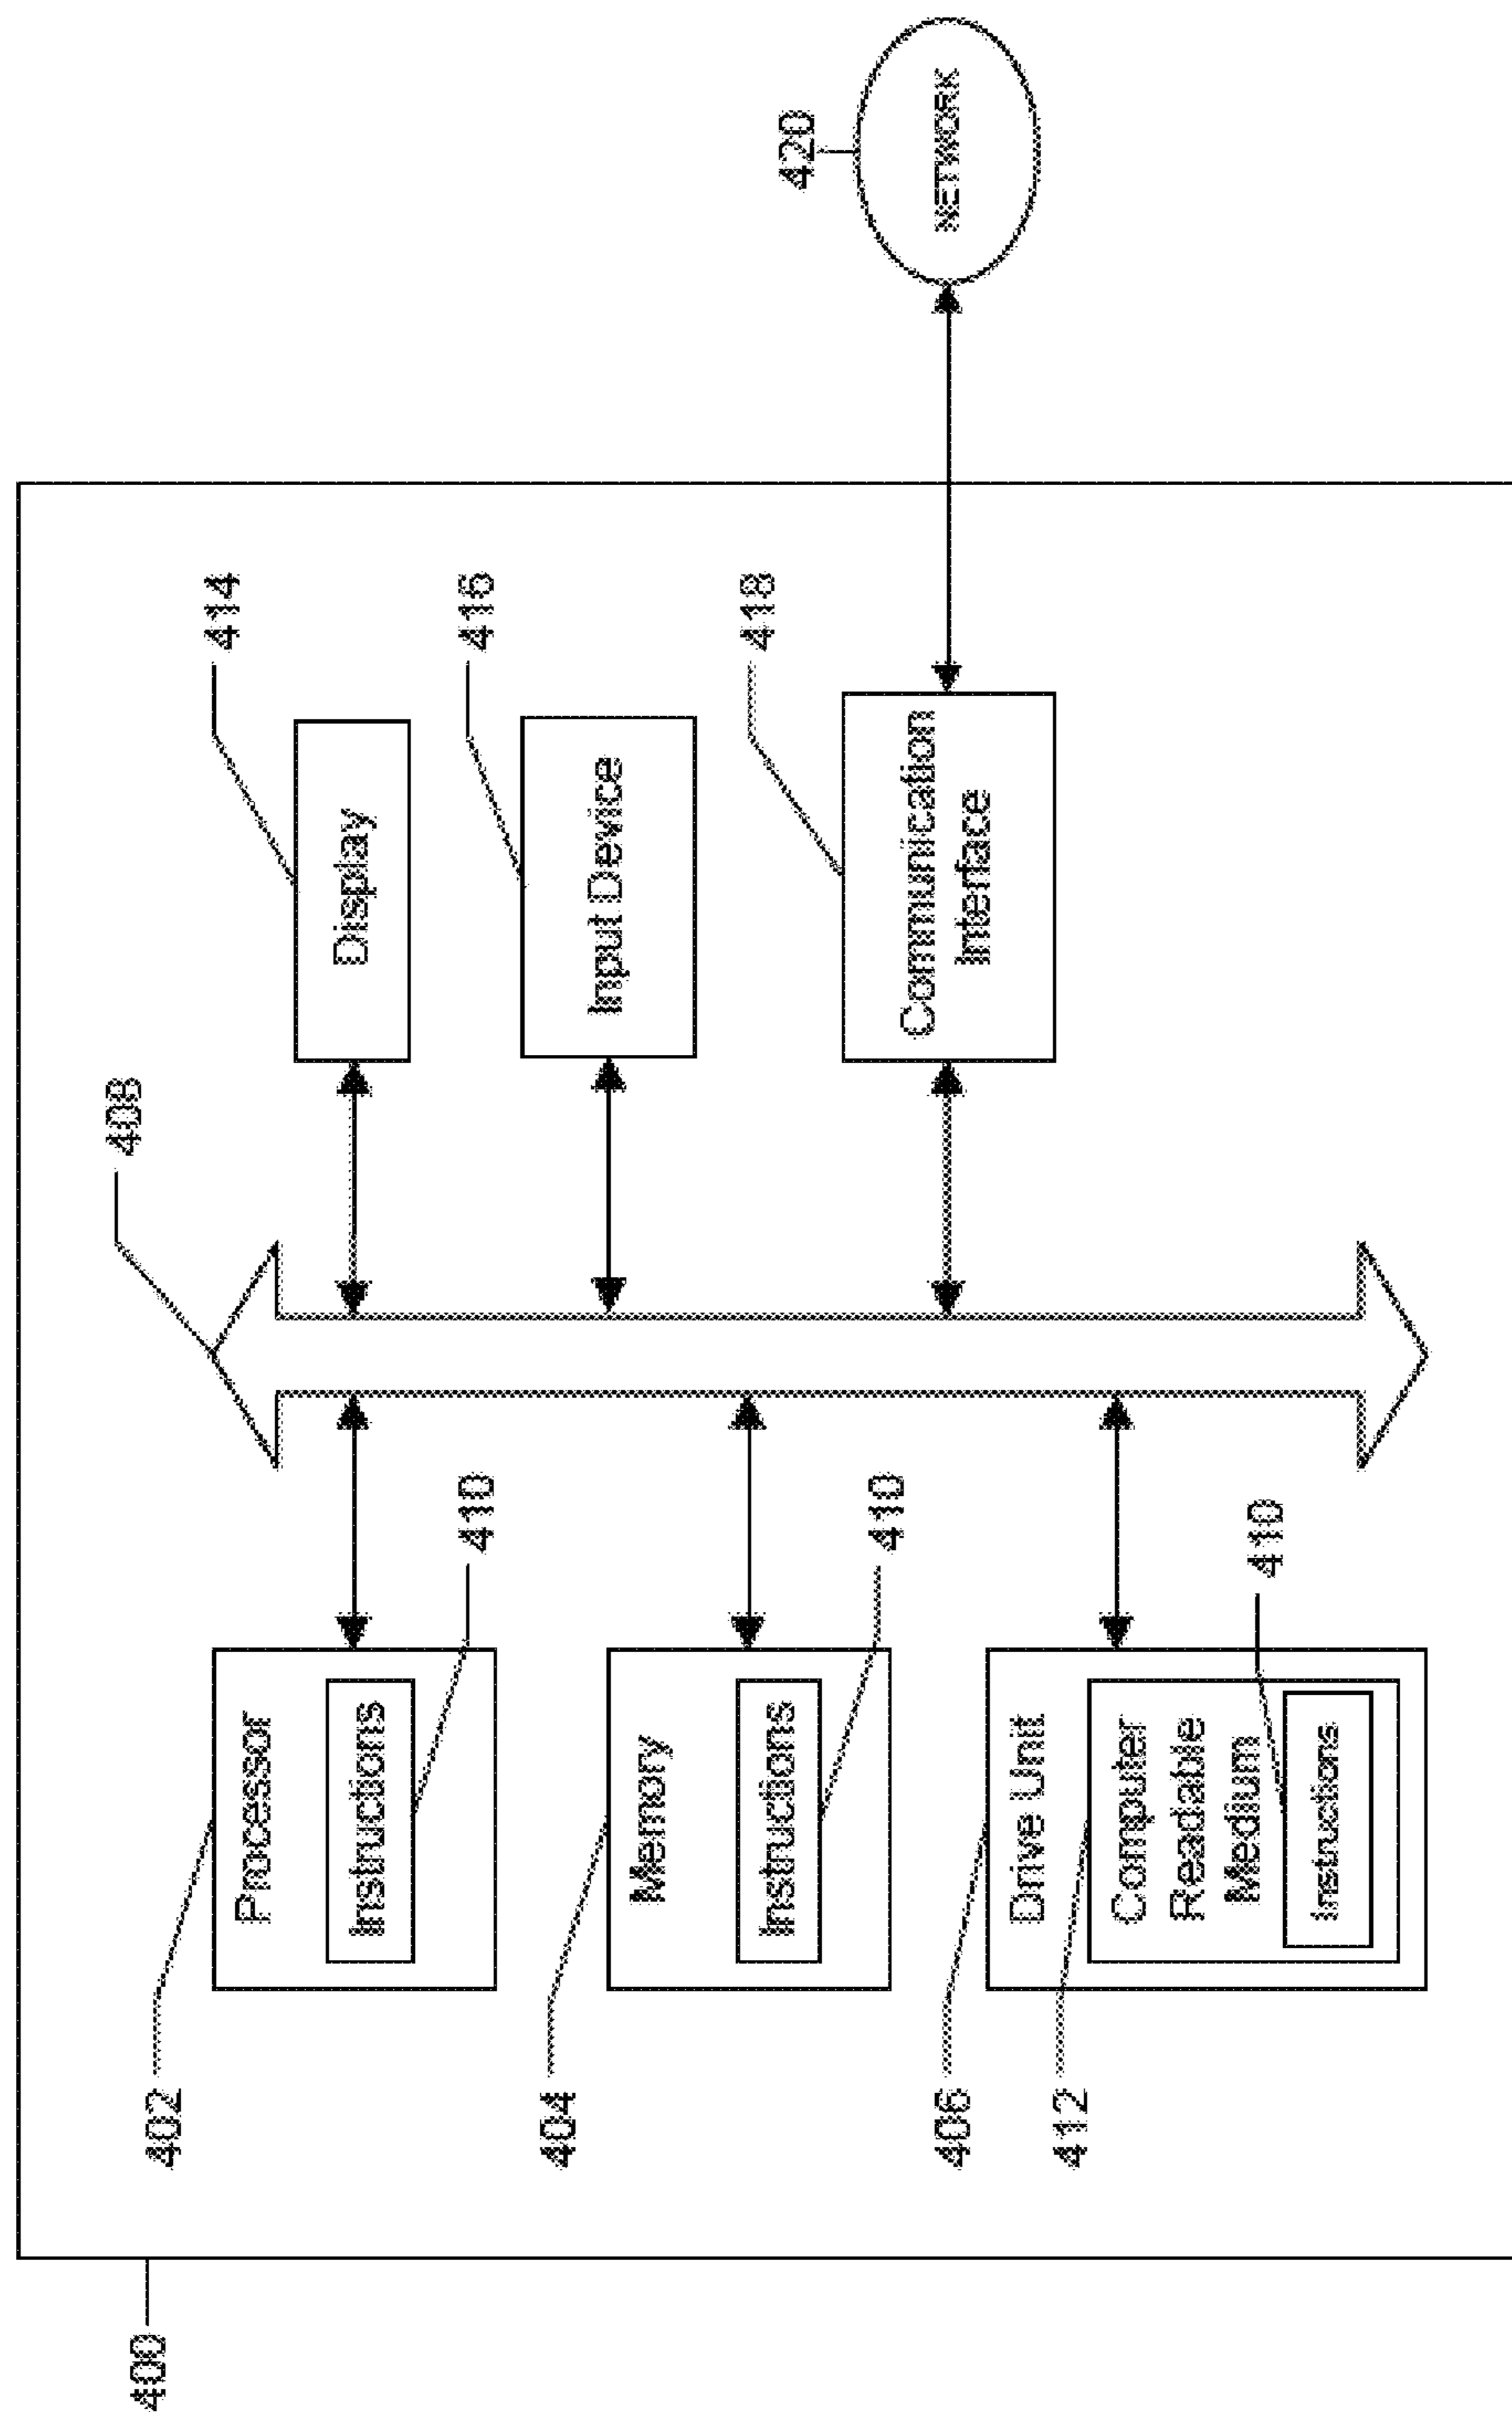 400
402
Processor
Instructions
410
404
Memory
Instructions
410
406
Drive Unit
412
Computer
Readable
Medium
Instructions
410
408
414
Display
416
Input Device
418
Communication
Interface
420
NETWORK